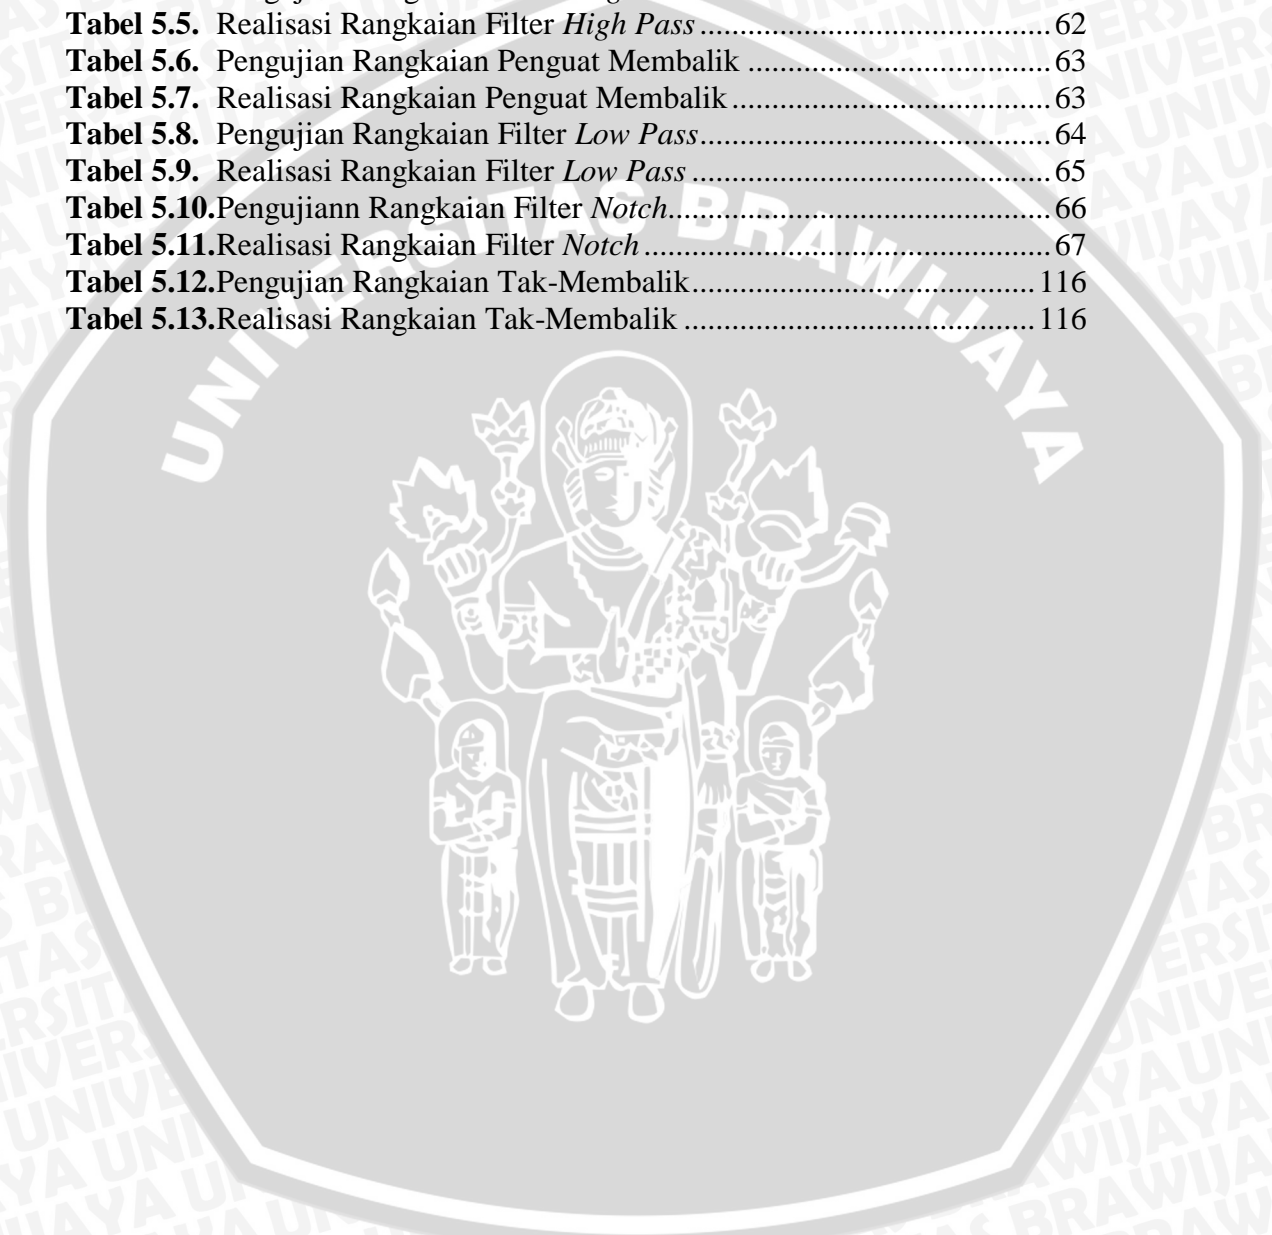 Tabel 5.5. Realisasi Rangkaian Filter High Pass ............................................ 62
Tabel 5.6. Pengujian Rangkaian Penguat Membalik ...................................... 63
Tabel 5.7. Realisasi Rangkaian Penguat Membalik ........................................ 63
Tabel 5.8. Pengujian Rangkaian Filter Low Pass ............................................ 64
Tabel 5.9. Realisasi Rangkaian Filter Low Pass ............................................. 65
Tabel 5.10.Pengujiann Rangkaian Filter Notch ................................................ 66
Tabel 5.11.Realisasi Rangkaian Filter Notch ................................................... 67
Tabel 5.12.Pengujian Rangkaian Tak-Membalik ........................................... 116
Tabel 5.13.Realisasi Rangkaian Tak-Membalik ............................................ 116
UNIVERSITAS BRAWIJAYA